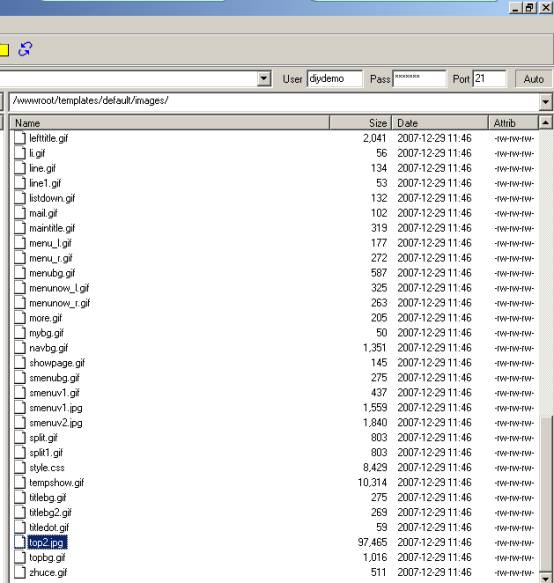 User diydemo Pass ******* Port 21 Auto
/wwwroot/templates/default/images/
Name Size Date Attrib
lefttitle.gif 2,041 2007-12-29 11:46 -rw-rw-rw-
li.gif 56 2007-12-29 11:46 -rw-rw-rw-
line.gif 134 2007-12-29 11:46 -rw-rw-rw-
line1.gif 53 2007-12-29 11:46 -rw-rw-rw-
listdown.gif 132 2007-12-29 11:46 -rw-rw-rw-
mail.gif 102 2007-12-29 11:46 -rw-rw-rw-
maintitle.gif 319 2007-12-29 11:46 -rw-rw-rw-
menu_l.gif 177 2007-12-29 11:46 -rw-rw-rw-
menu_r.gif 272 2007-12-29 11:46 -rw-rw-rw-
menubg.gif 587 2007-12-29 11:46 -rw-rw-rw-
menunow_l.gif 325 2007-12-29 11:46 -rw-rw-rw-
menunow_r.gif 263 2007-12-29 11:46 -rw-rw-rw-
more.gif 205 2007-12-29 11:46 -rw-rw-rw-
mybg.gif 50 2007-12-29 11:46 -rw-rw-rw-
navbg.gif 1,351 2007-12-29 11:46 -rw-rw-rw-
showpage.gif 145 2007-12-29 11:46 -rw-rw-rw-
smenubg.gif 275 2007-12-29 11:46 -rw-rw-rw-
smenuv1.gif 437 2007-12-29 11:46 -rw-rw-rw-
smenuv1.jpg 1,559 2007-12-29 11:46 -rw-rw-rw-
smenuv2.jpg 1,840 2007-12-29 11:46 -rw-rw-rw-
split.gif 803 2007-12-29 11:46 -rw-rw-rw-
split1.gif 803 2007-12-29 11:46 -rw-rw-rw-
style.css 8,429 2007-12-29 11:46 -rw-rw-rw-
tempshow.gif 10,314 2007-12-29 11:46 -rw-rw-rw-
titlebg.gif 275 2007-12-29 11:46 -rw-rw-rw-
titlebg2.gif 269 2007-12-29 11:46 -rw-rw-rw-
titledot.gif 59 2007-12-29 11:46 -rw-rw-rw-
top2.jpg 97,465 2007-12-29 11:46 -rw-rw-rw-
topbg.gif 1,016 2007-12-29 11:46 -rw-rw-rw-
zhuce.gif 511 2007-12-29 11:46 -rw-rw-rw-